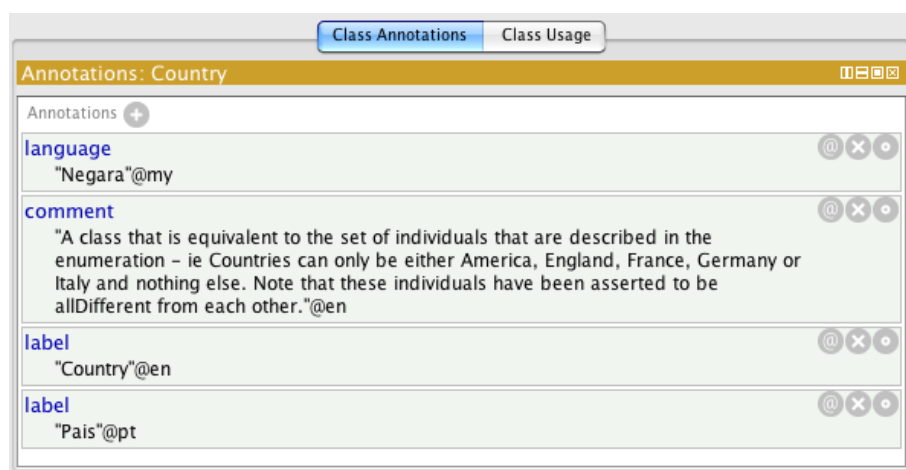 Class Annotations Class Usage
Annotations: Country
Annotations
language
"Negara"@my
comment
"A class that is equivalent to the set of individuals that are described in the
enumeration – ie Countries can only be either America, England, France, Germany or
Italy and nothing else. Note that these individuals have been asserted to be
allDifferent from each other."@en
label
"Country"@en
label
"Pais"@pt